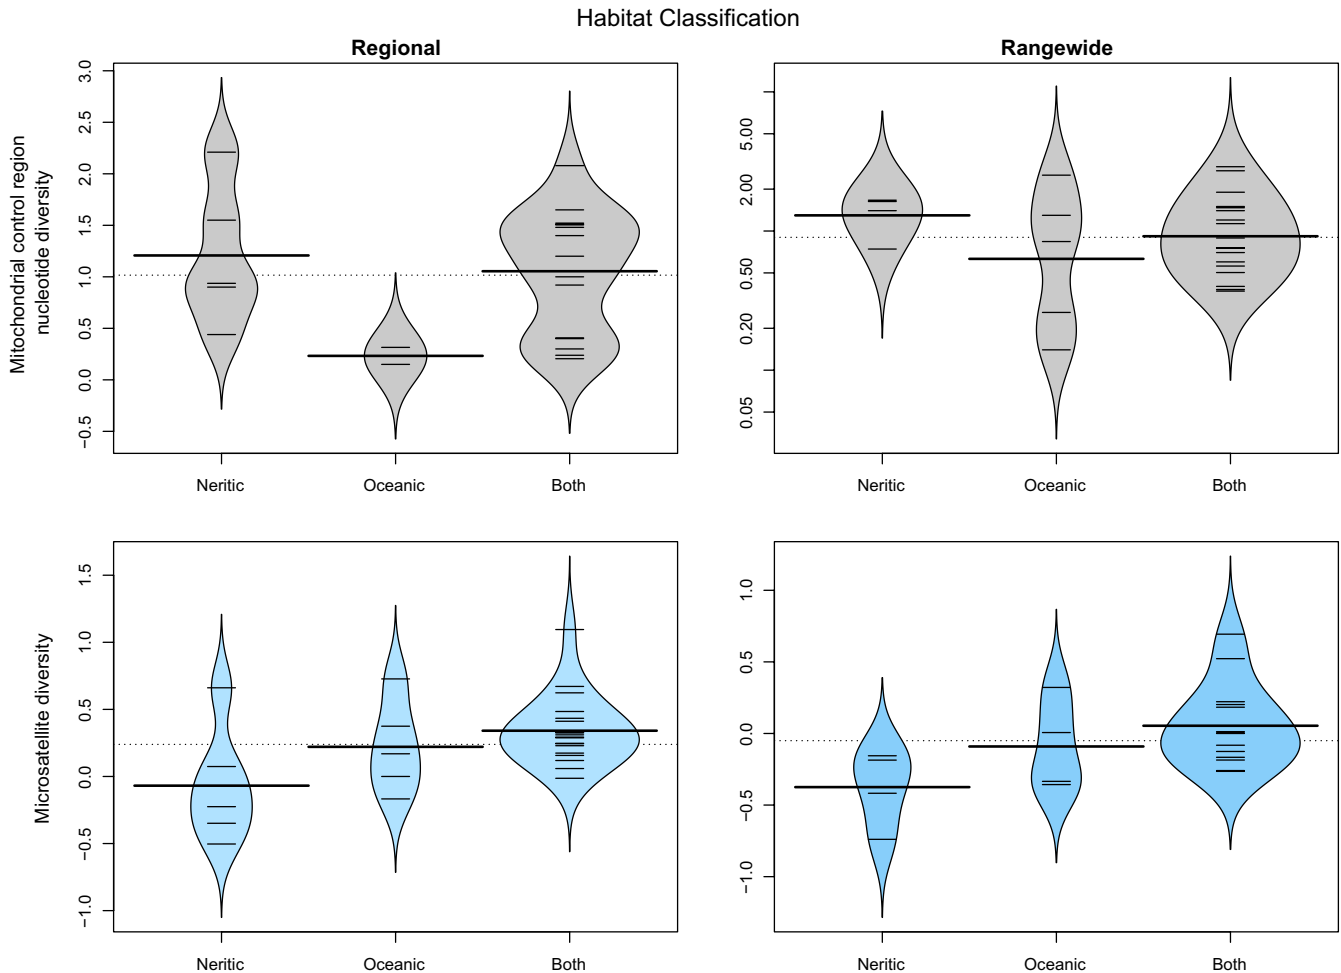 Habitat Classification
Regional
Rangewide
Mitochondrial control region
nucleotide diversity
3.0
2.5
2.0
1.5
1.0
0.5
0.0
−0.5
Neritic
Oceanic
Both
5.00
2.00
0.50
0.20
0.05
Neritic
Oceanic
Both
Microsatellite diversity
1.5
1.0
0.5
0.0
−0.5
−1.0
Neritic
Oceanic
Both
1.0
0.5
0.0
−0.5
−1.0
Neritic
Oceanic
Both